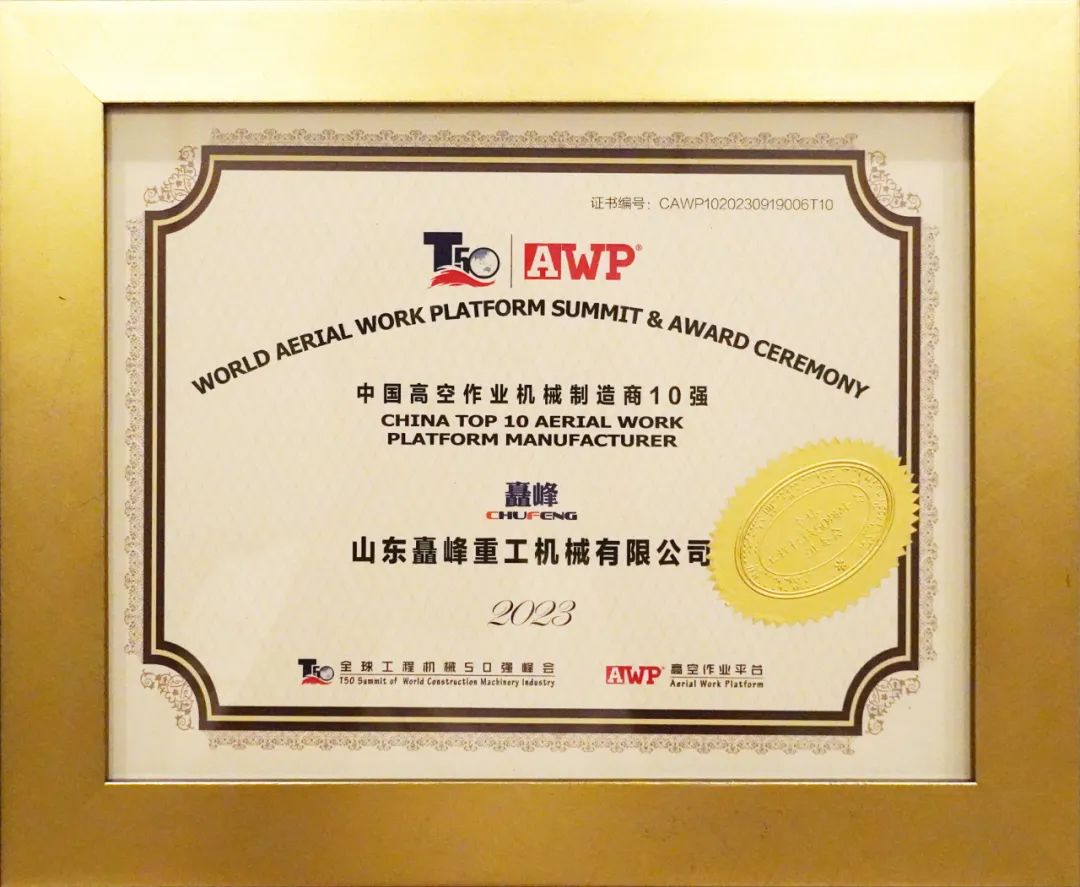 证书编号：CAWP1020230919006T10
T50 AWP®
WORLD AERIAL WORK PLATFORM SUMMIT & AWARD CEREMONY
中国高空作业机械制造商10强
CHINA TOP 10 AERIAL WORK
PLATFORM MANUFACTURER
矗峰
CHUFENG
山东矗峰重工机械有限公司
2023
T50 全球工程机械50强峰会
T50 Summit of World Construction Machinery Industry
AWP® 高空作业平台
Aerial Work Platform